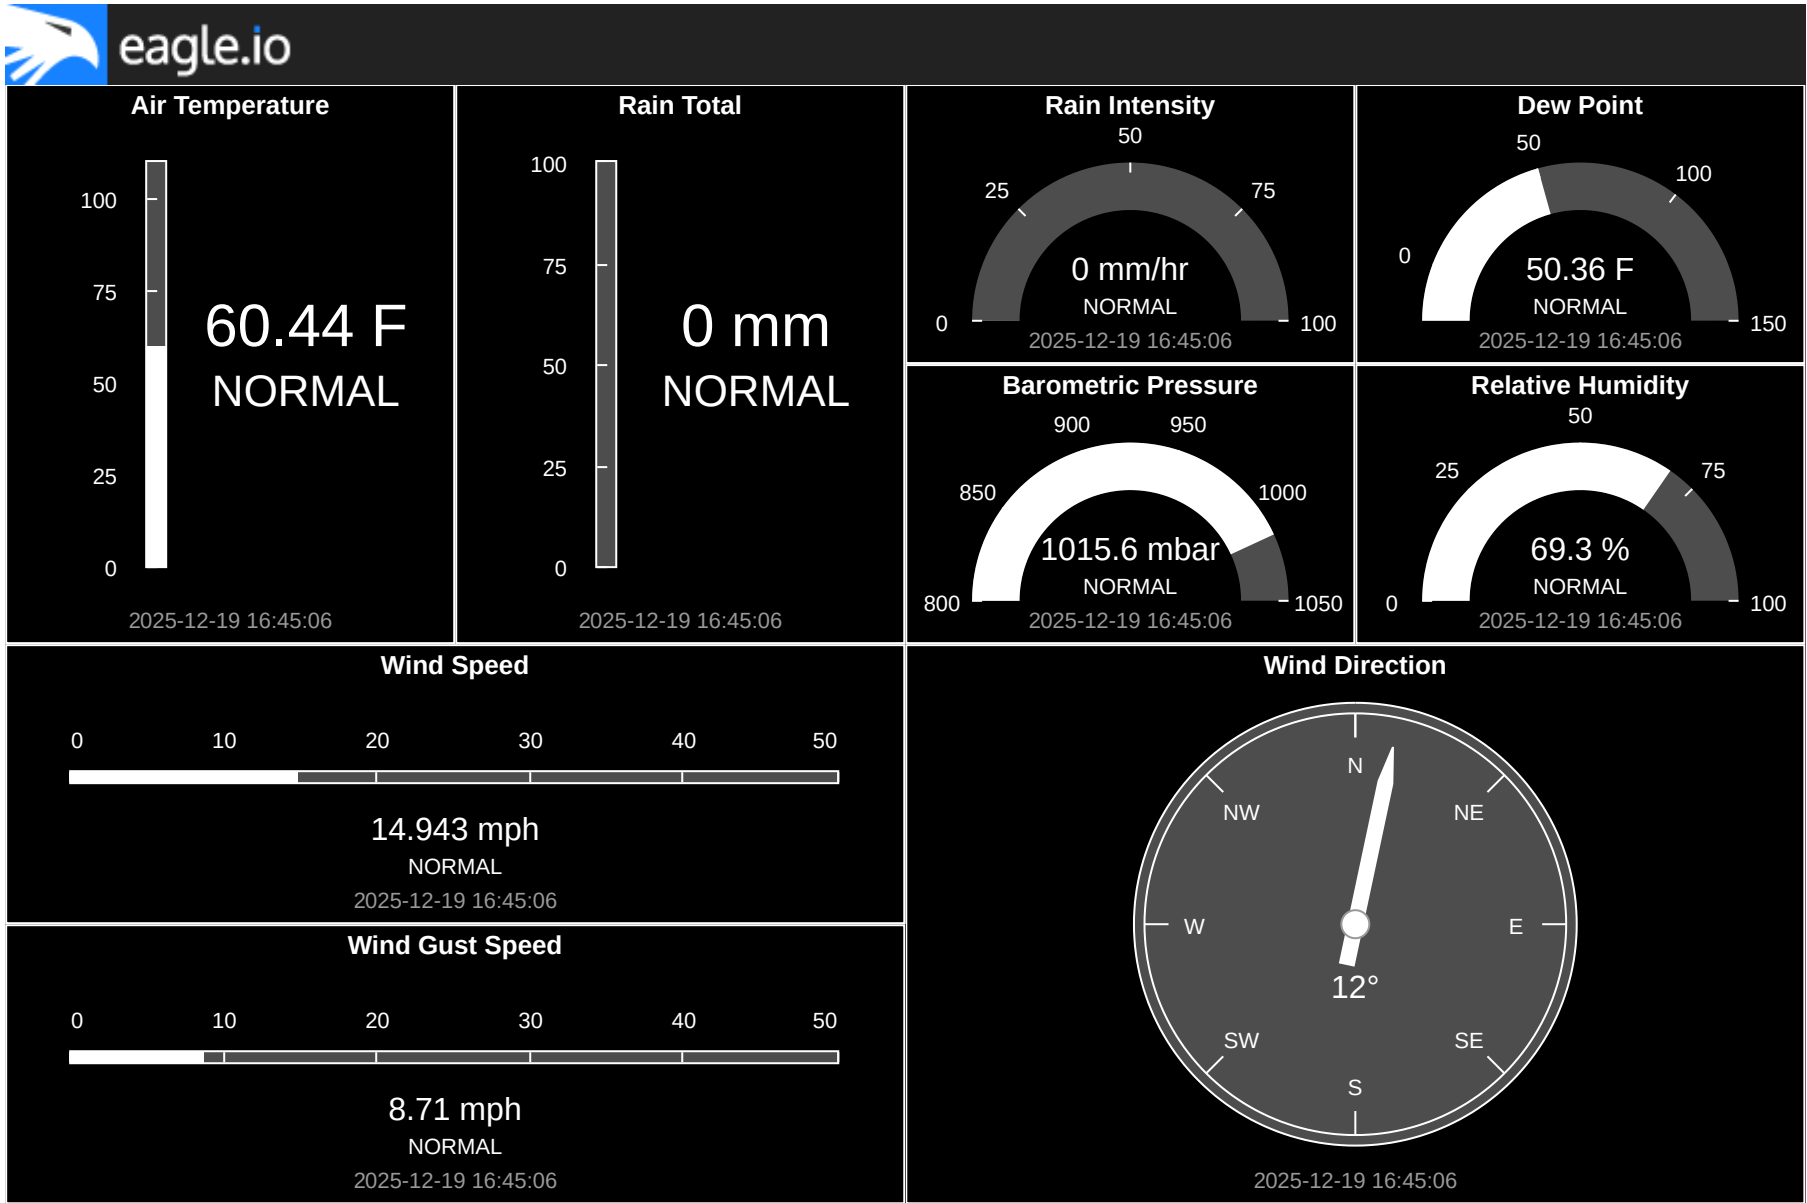 eagle.io
Air Temperature
100
75
50
25
0
60.44 F
NORMAL
2025-12-19 16:45:06
Rain Total
100
75
50
25
0
0 mm
NORMAL
2025-12-19 16:45:06
Rain Intensity
0
25
50
75
100
0 mm/hr
NORMAL
2025-12-19 16:45:06
Dew Point
0
50
100
150
50.36 F
NORMAL
2025-12-19 16:45:06
Barometric Pressure
800
850
900
950
1000
1050
1015.6 mbar
NORMAL
2025-12-19 16:45:06
Relative Humidity
0
25
50
75
100
69.3 %
NORMAL
2025-12-19 16:45:06
Wind Speed
0 10 20 30 40 50
14.943 mph
NORMAL
2025-12-19 16:45:06
Wind Gust Speed
0 10 20 30 40 50
8.71 mph
NORMAL
2025-12-19 16:45:06
Wind Direction
N
NW NE
W E
12°
SW SE
S
2025-12-19 16:45:06